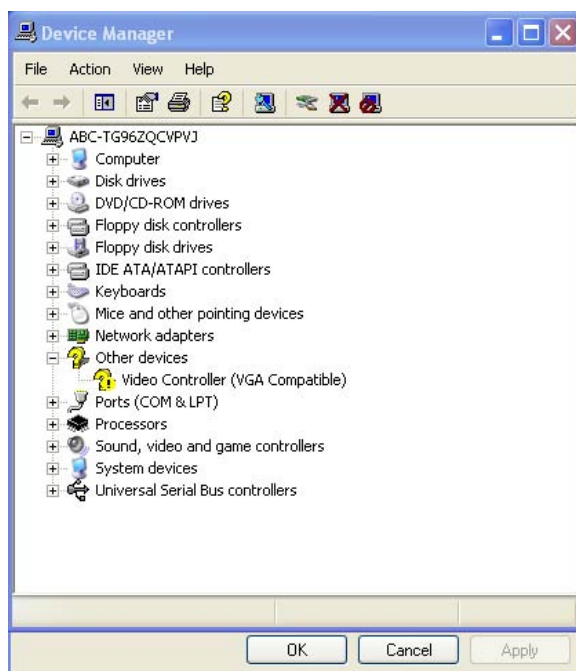 Device Manager
File Action View Help
ABC-TG96ZQCVPVJ
Computer
Disk drives
DVD/CD-ROM drives
Floppy disk controllers
Floppy disk drives
IDE ATA/ATAPI controllers
Keyboards
Mice and other pointing devices
Network adapters
Other devices
Video Controller (VGA Compatible)
Ports (COM & LPT)
Processors
Sound, video and game controllers
System devices
Universal Serial Bus controllers
OK Cancel Apply